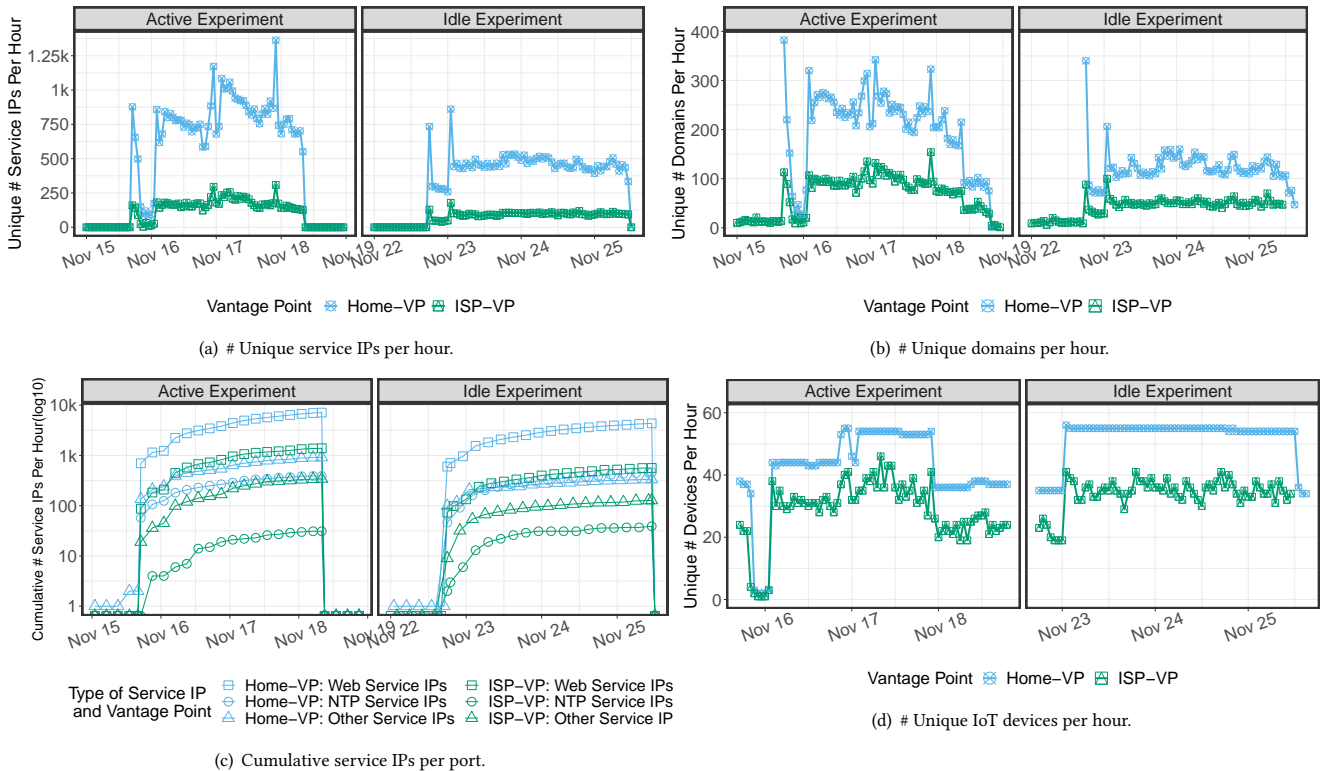 Active Experiment Idle Experiment
Unique # Service IPs Per Hour
1.25k
1k
750
500
250
0
Nov 15 Nov 16 Nov 17 Nov 18 Nov 19 Nov 22 Nov 23 Nov 24 Nov 25
Vantage Point Home−VP ISP−VP
(a) # Unique service IPs per hour.
Active Experiment Idle Experiment
Unique # Domains Per Hour
400
300
200
100
0
Nov 15 Nov 16 Nov 17 Nov 18 Nov 19 Nov 22 Nov 23 Nov 24 Nov 25
Vantage Point Home−VP ISP−VP
(b) # Unique domains per hour.
Active Experiment Idle Experiment
Cumulative # Service IPs Per Hour(log10)
10k
1k
100
10
1
Nov 15 Nov 16 Nov 17 Nov 18 Nov 19 Nov 22 Nov 23 Nov 24 Nov 25
Type of Service IP
and Vantage Point
Home−VP: Web Service IPs ISP−VP: Web Service IPs
Home−VP: NTP Service IPs ISP−VP: NTP Service IPs
Home−VP: Other Service IPs ISP−VP: Other Service IP
(c) Cumulative service IPs per port.
Active Experiment Idle Experiment
Unique # Devices Per Hour
60
40
20
0
Nov 16 Nov 17 Nov 18 Nov 23 Nov 24 Nov 25
Vantage Point Home−VP ISP−VP
(d) # Unique IoT devices per hour.